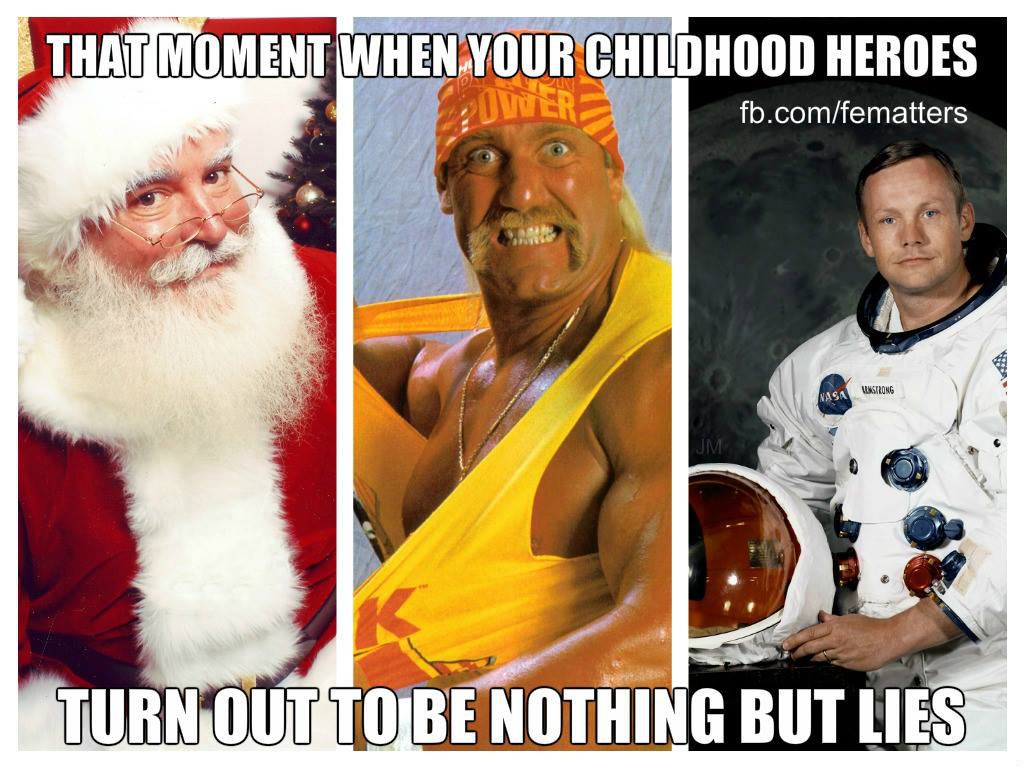 THAT MOMENT WHEN YOUR CHILDHOOD HEROES
fb.com/fematters
POWER
NASA
ARMSTRONG
JM
K
TURN OUT TO BE NOTHING BUT LIES